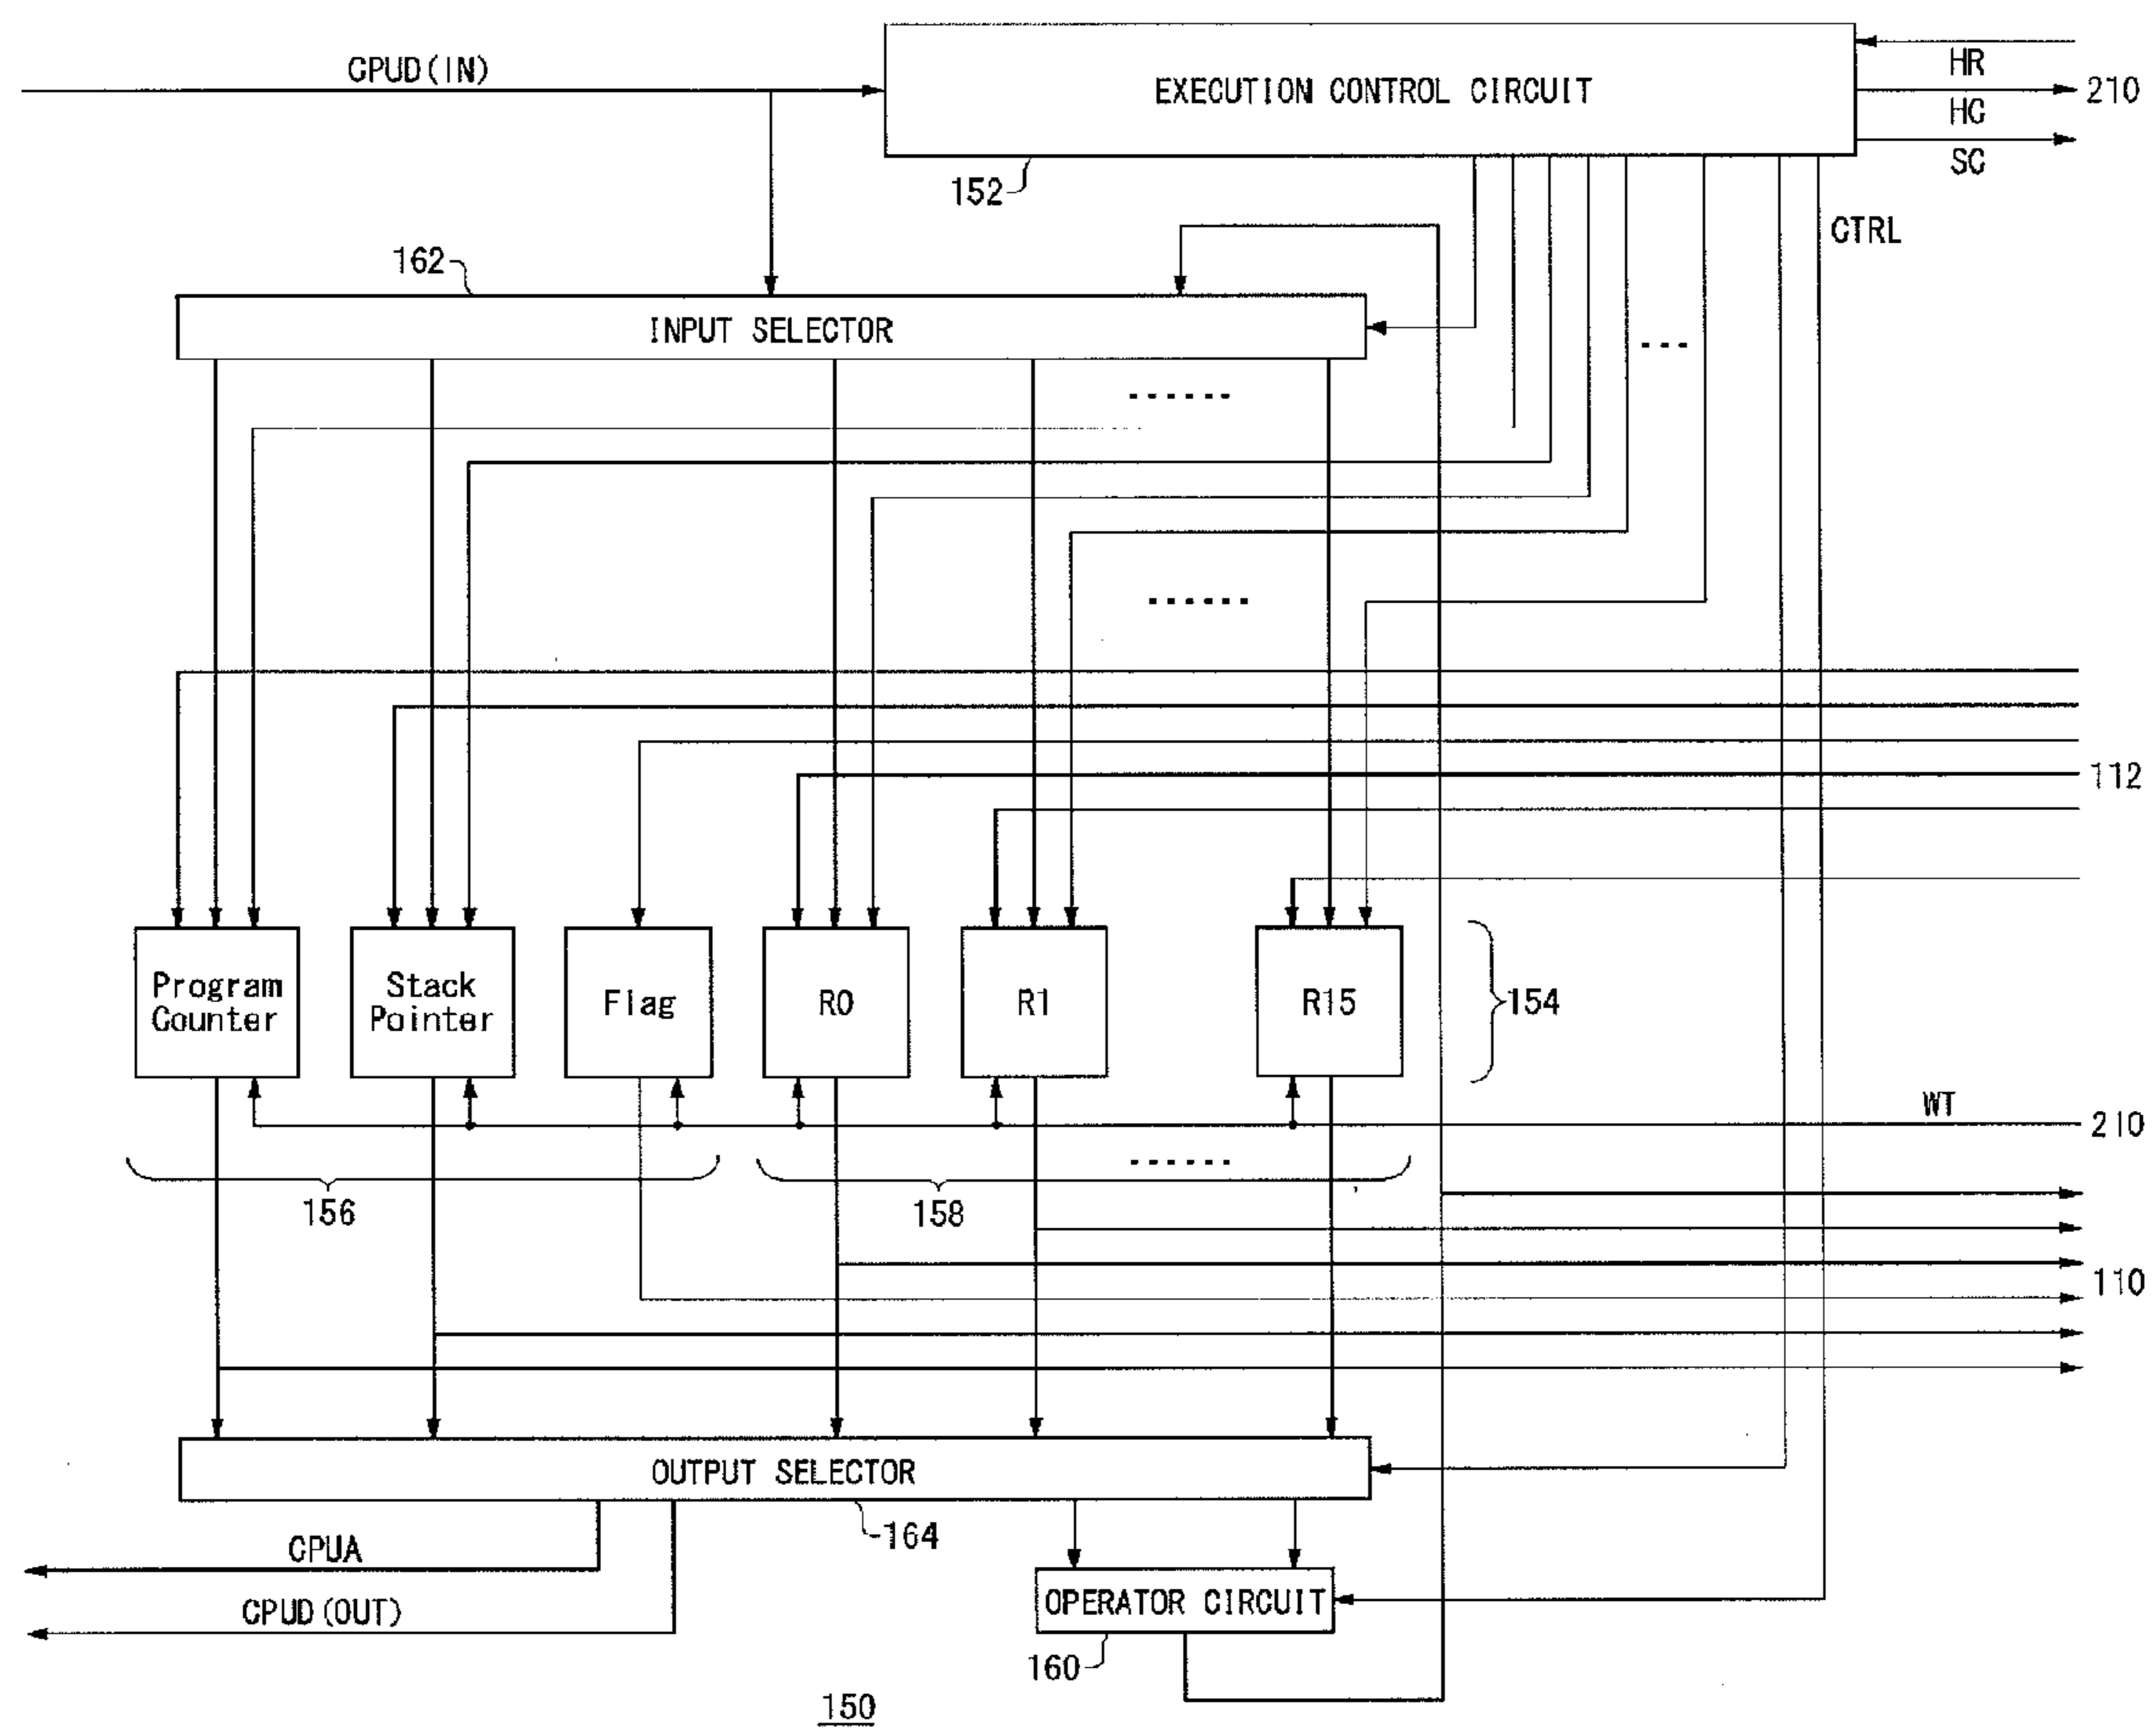 CPUD(IN)
EXECUTION CONTROL CIRCUIT
HR
210
HC
SC
152
CTRL
162
INPUT SELECTOR
...
......
......
112
Program
Counter
Stack
Pointer
Flag
R0
R1
R15
154
WT
210
......
156
158
110
OUTPUT SELECTOR
164
CPUA
CPUD(OUT)
OPERATOR CIRCUIT
160
150